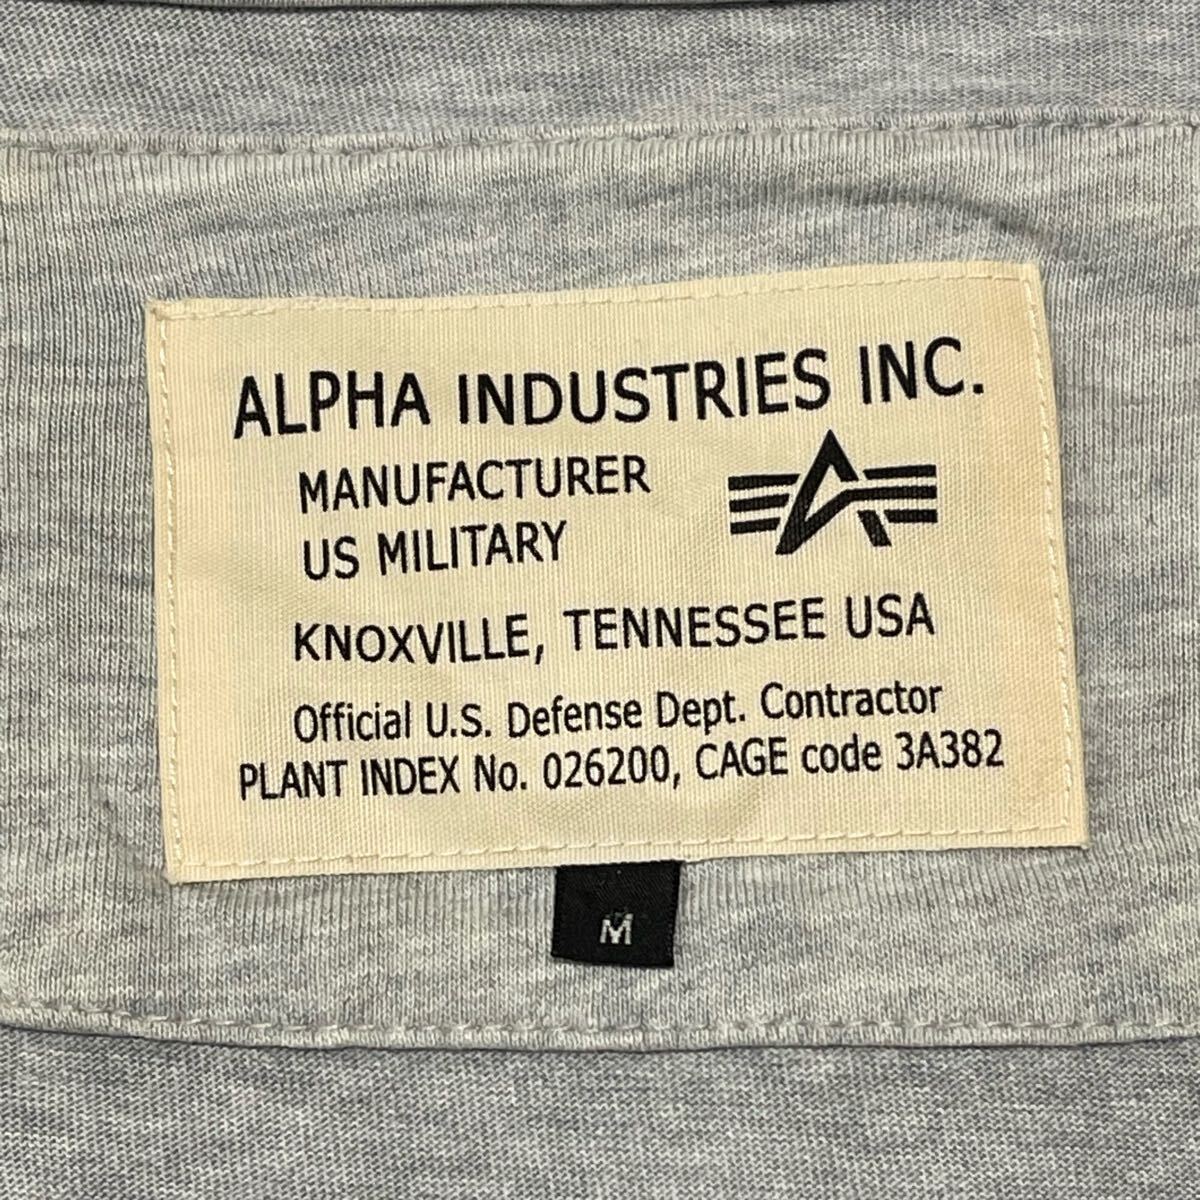 ALPHA INDUSTRIES INC.
MANUFACTURER
US MILITARY
KNOXVILLE, TENNESSEE USA
Official U.S. Defense Dept. Contractor
PLANT INDEX No. 026200, CAGE code 3A382
M